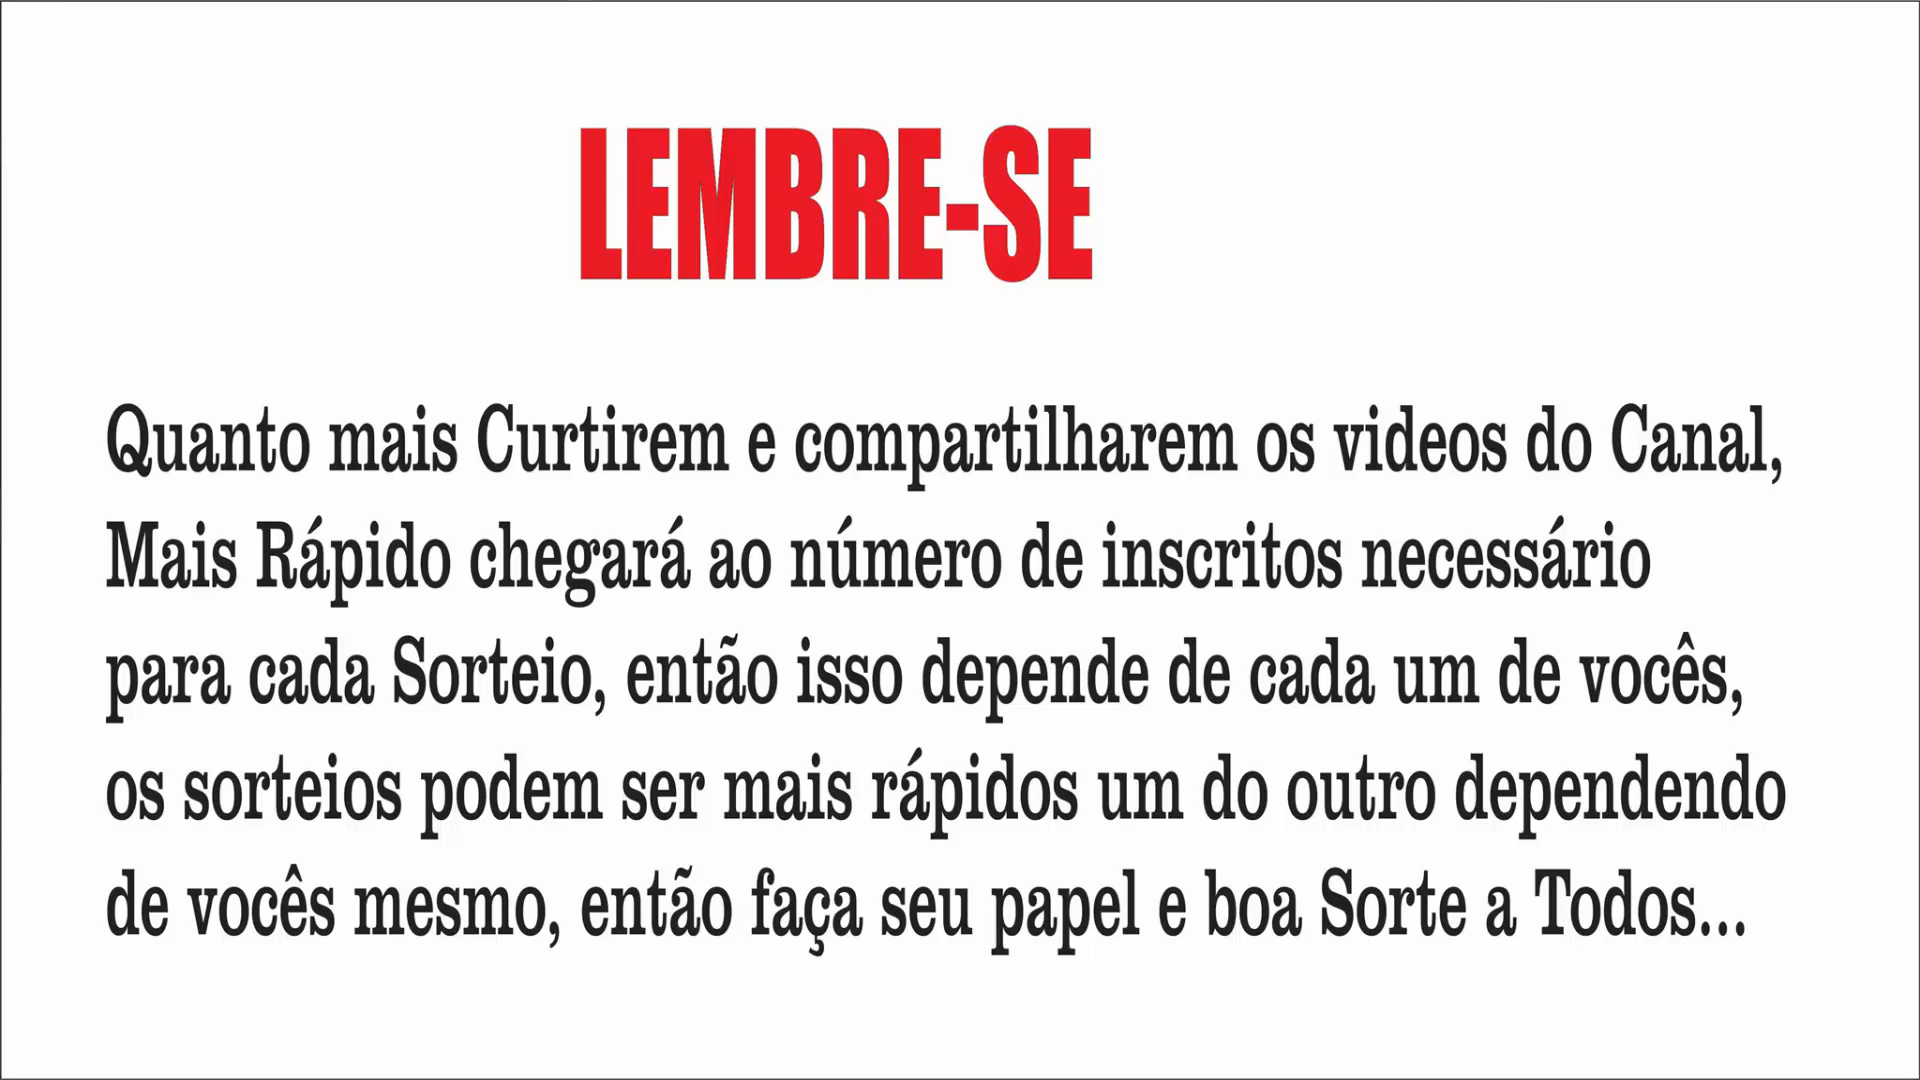 LEMBRE-SE
Quanto mais Curtirem e compartilharem os videos do Canal,
Mais Rápido chegará ao número de inscritos necessário
para cada Sorteio, então isso depende de cada um de vocês,
os sorteios podem ser mais rápidos um do outro dependendo
de vocês mesmo, então faça seu papel e boa Sorte a Todos...